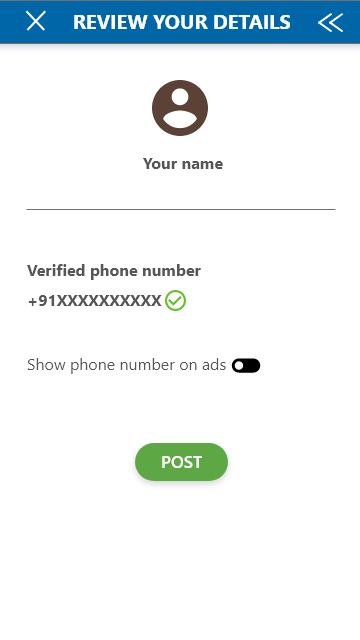 REVIEW YOUR DETAILS
Your name
Verified phone number
+91XXXXXXXXXX
Show phone number on ads
POST